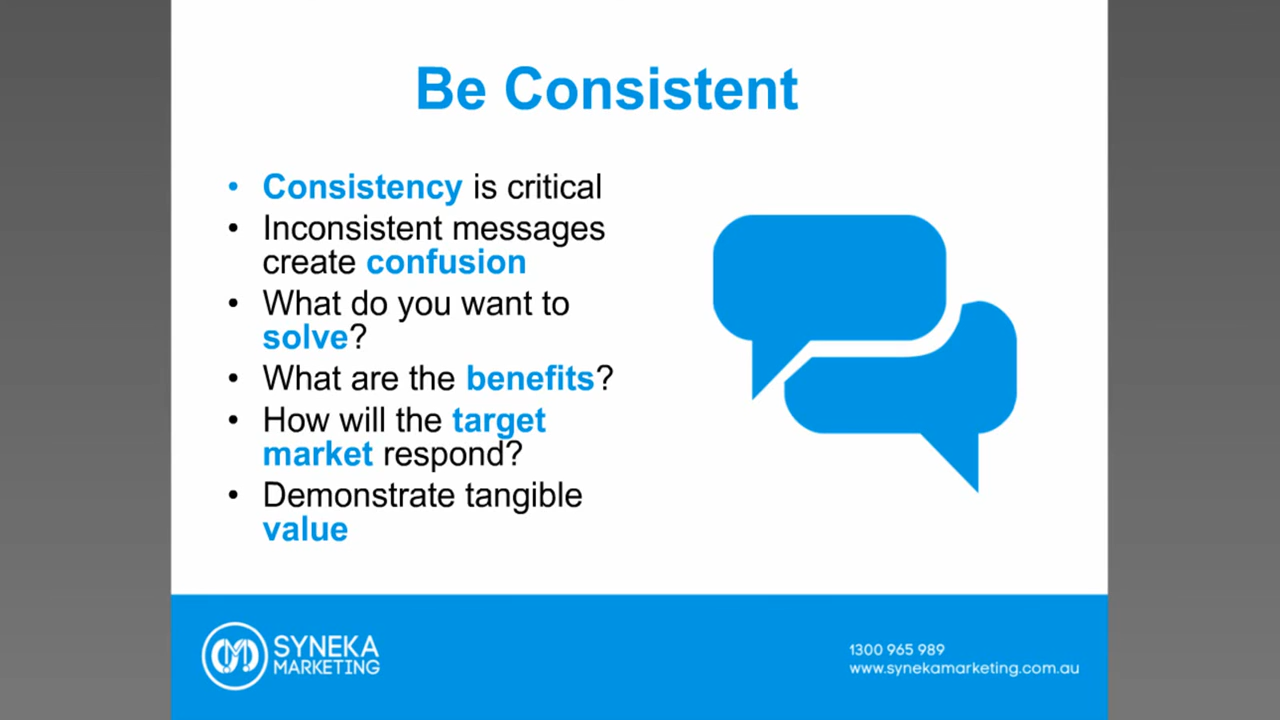 Be Consistent
• Consistency is critical
• Inconsistent messages
create confusion
• What do you want to
solve?
• What are the benefits?
• How will the target
market respond?
• Demonstrate tangible
value
SYNEKA
MARKETING
1300 965 989
www.synekamarketing.com.au